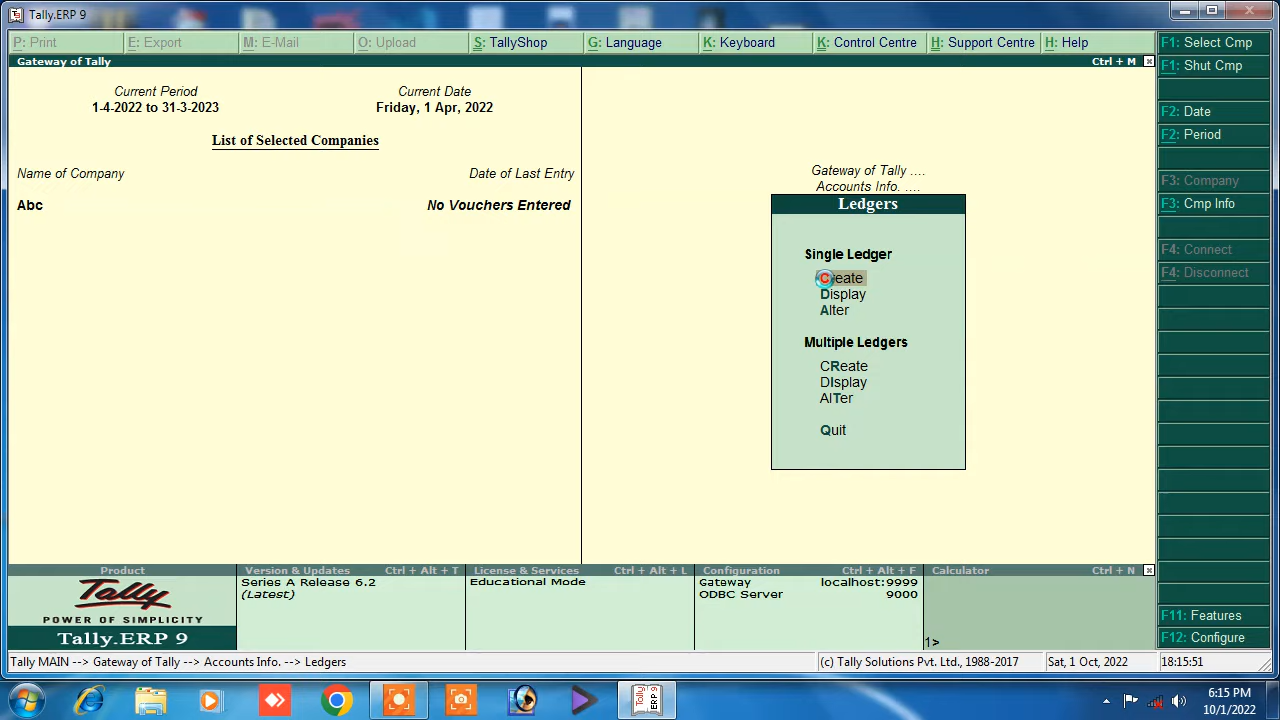 Tally.ERP 9
P: Print
E: Export
M: E-Mail
O: Upload
S: TallyShop
G: Language
K: Keyboard
K: Control Centre
H: Support Centre
H: Help
Gateway of Tally
Ctrl + M
Current Period
Current Date
1-4-2022 to 31-3-2023
Friday, 1 Apr, 2022
List of Selected Companies
Name of Company
Date of Last Entry
Abc
No Vouchers Entered
Gateway of Tally ....
Accounts Info. ....
Ledgers
Single Ledger
Create
Display
Alter
Multiple Ledgers
CReate
DIsplay
AlTer
Quit
F1: Select Cmp
F1: Shut Cmp
F2: Date
F2: Period
F3: Company
F3: Cmp Info
F4: Connect
F4: Disconnect
F11: Features
F12: Configure
Product
Tally
POWER OF SIMPLICITY
Tally.ERP 9
Version & Updates
Ctrl + Alt + T
Series A Release 6.2
(Latest)
License & Services
Ctrl + Alt + L
Educational Mode
Configuration
Ctrl + Alt + F
Gateway
localhost:9999
ODBC Server
9000
Calculator
Ctrl + N
1>
Tally MAIN --> Gateway of Tally --> Accounts Info. --> Ledgers
(c) Tally Solutions Pvt. Ltd., 1988-2017
Sat, 1 Oct, 2022
18:15:51
Tally
ERP 9
6:15 PM
10/1/2022